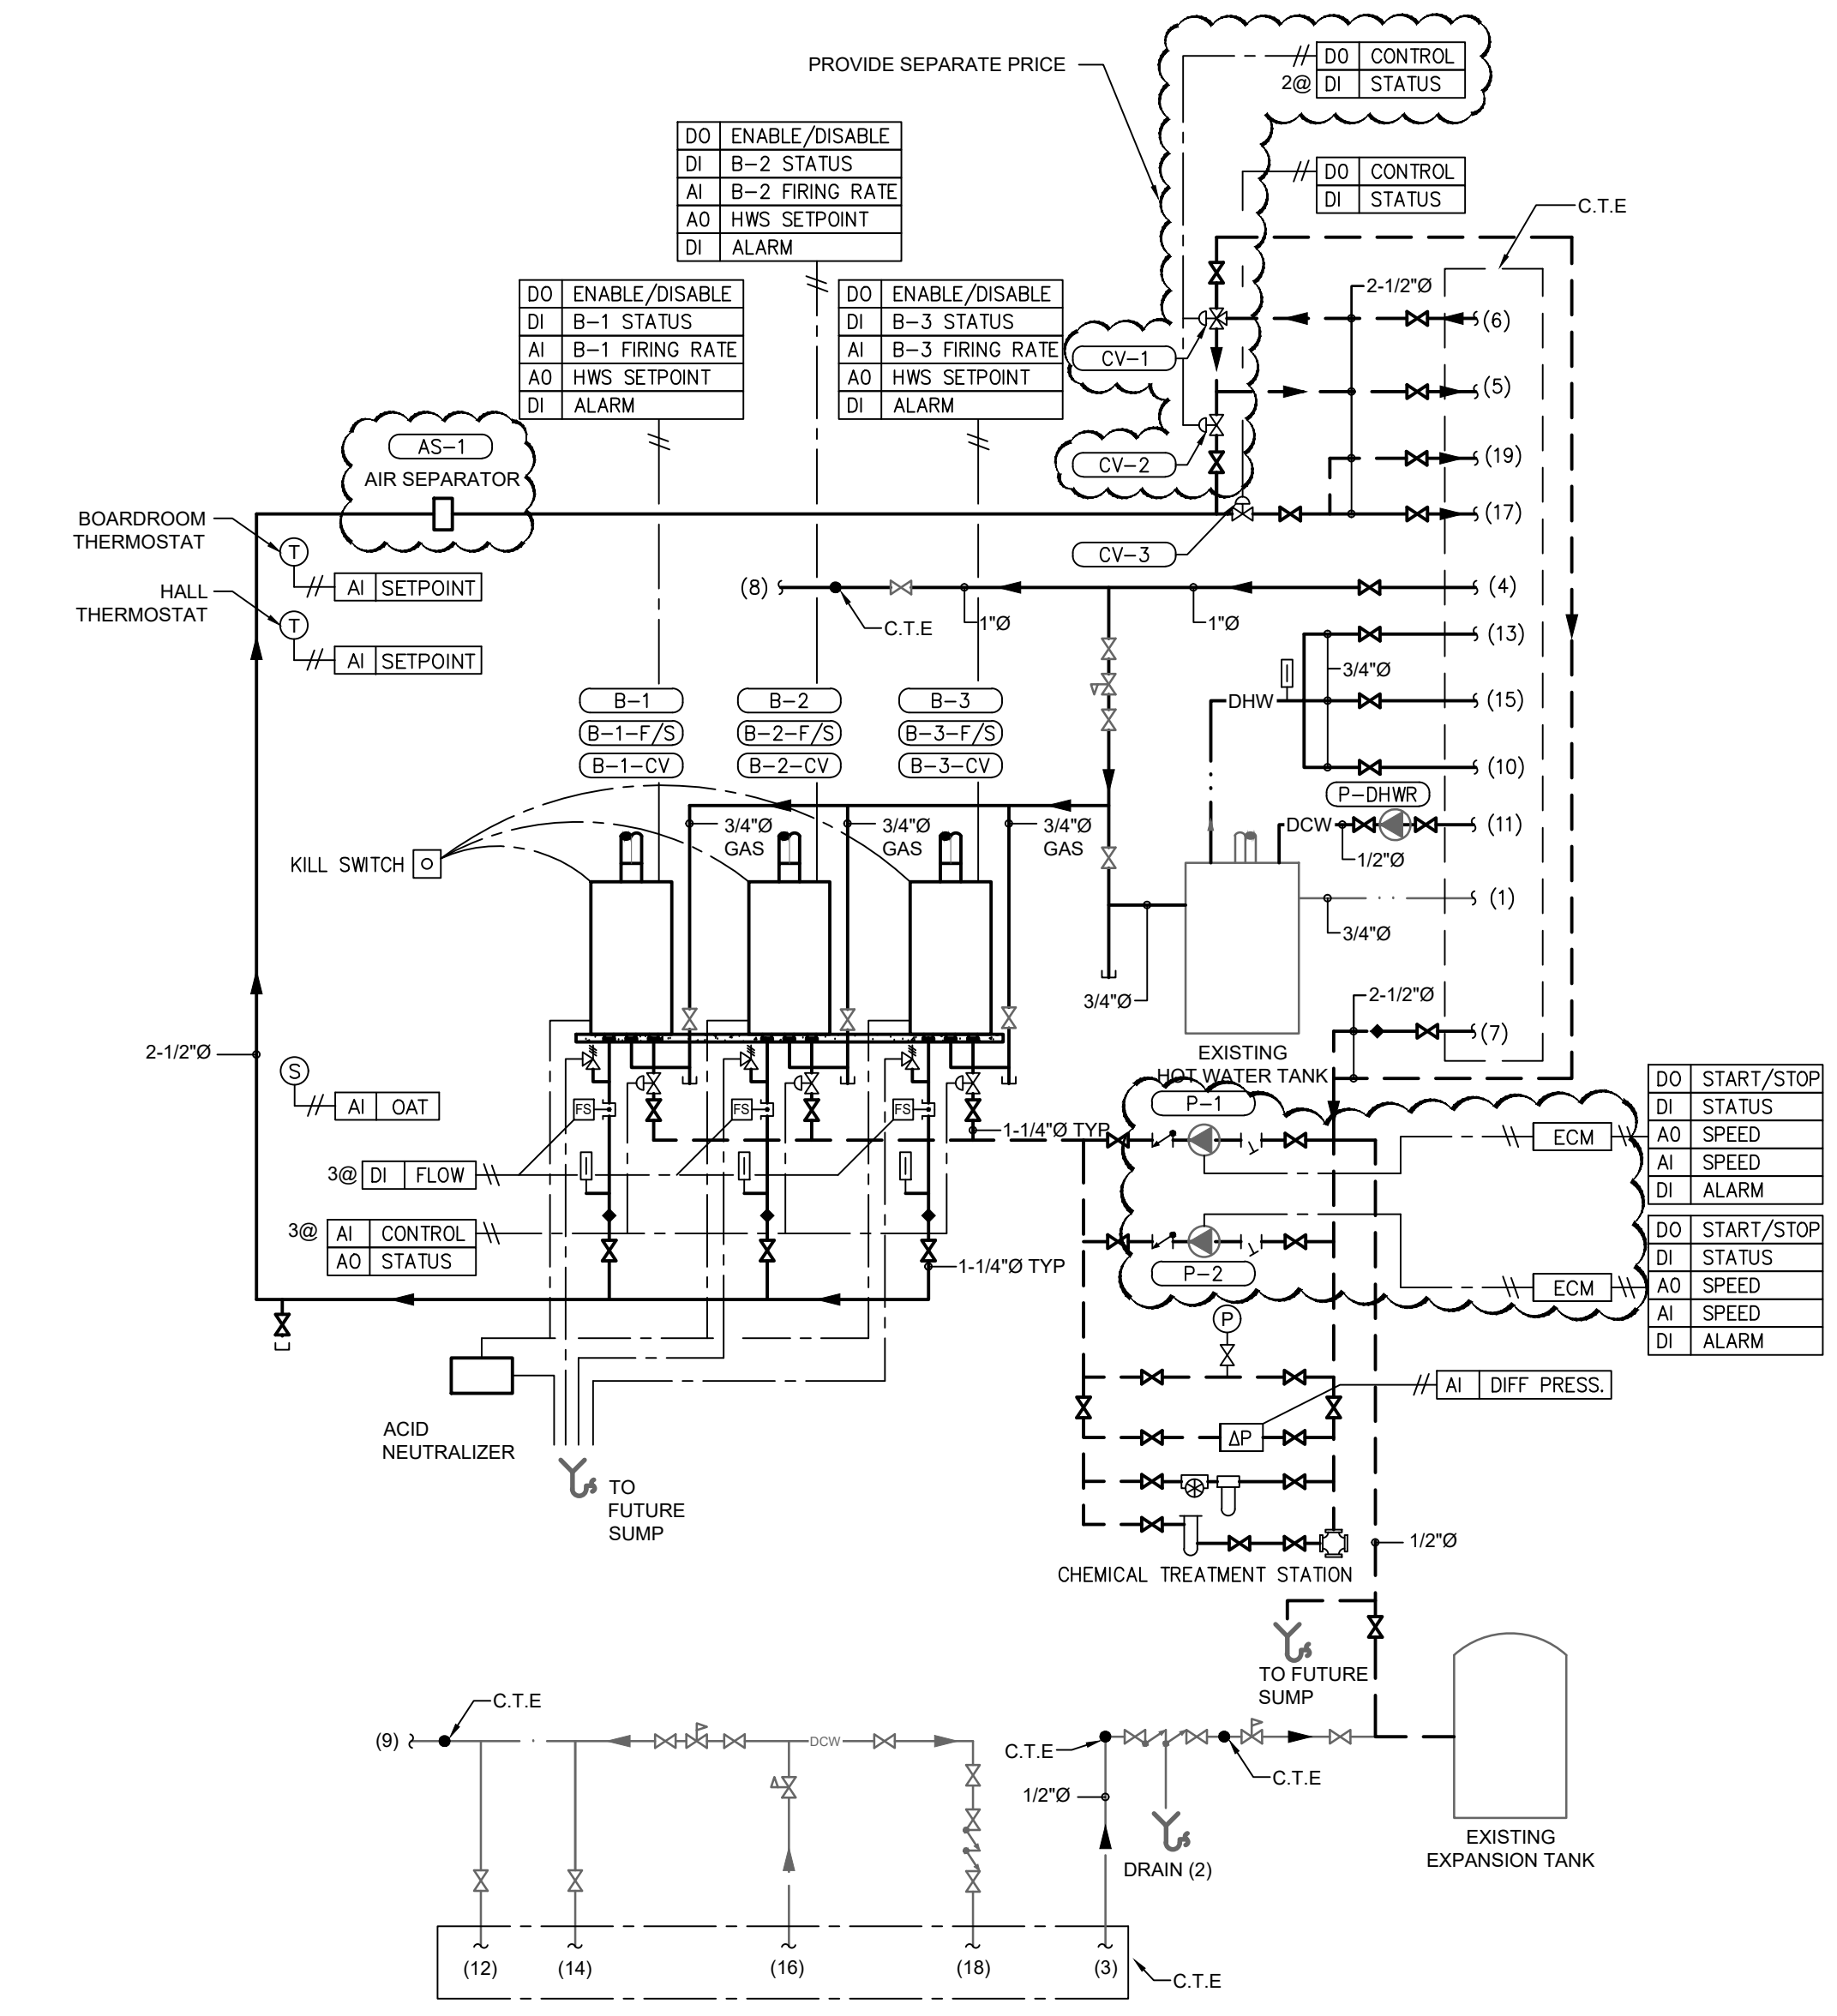 PROVIDE SEPARATE PRICE
DO CONTROL
2@ DI STATUS
DO ENABLE/DISABLE
DI B-2 STATUS
AI B-2 FIRING RATE
AO HWS SETPOINT
DI ALARM
DO CONTROL
DI STATUS
C.T.E
DO ENABLE/DISABLE
DI B-1 STATUS
AI B-1 FIRING RATE
AO HWS SETPOINT
DI ALARM
DO ENABLE/DISABLE
DI B-3 STATUS
AI B-3 FIRING RATE
AO HWS SETPOINT
DI ALARM
2-1/2"Ø
(6)
CV-1
(5)
AS-1
AIR SEPARATOR
CV-2
(19)
(17)
BOARDROOM
THERMOSTAT
T
AI SETPOINT
CV-3
HALL
THERMOSTAT
T
AI SETPOINT
(8)
C.T.E
1"Ø
1"Ø
(4)
(13)
3/4"Ø
DHW
(15)
(10)
B-1
B-1-F/S
B-1-CV
B-2
B-2-F/S
B-2-CV
B-3
B-3-F/S
B-3-CV
P-DHWR
DCW
(11)
1/2"Ø
KILL SWITCH
3/4"Ø
GAS
3/4"Ø
GAS
3/4"Ø
GAS
(1)
3/4"Ø
3/4"Ø
2-1/2"Ø
(7)
EXISTING
HOT WATER TANK
2-1/2"Ø
S
AI OAT
FS
FS
FS
1-1/4"Ø TYP
P-1
ECM
DO START/STOP
DI STATUS
AO SPEED
AI SPEED
DI ALARM
3@ DI FLOW
3@ AI CONTROL
AO STATUS
1-1/4"Ø TYP
P-2
ECM
DO START/STOP
DI STATUS
AO SPEED
AI SPEED
DI ALARM
P
AI DIFF PRESS.
ΔP
ACID
NEUTRALIZER
TO
FUTURE
SUMP
CHEMICAL TREATMENT STATION
1/2"Ø
TO FUTURE
SUMP
(9)
C.T.E
DCW
C.T.E
C.T.E
1/2"Ø
DRAIN (2)
EXISTING
EXPANSION TANK
(12)
(14)
(16)
(18)
(3)
C.T.E